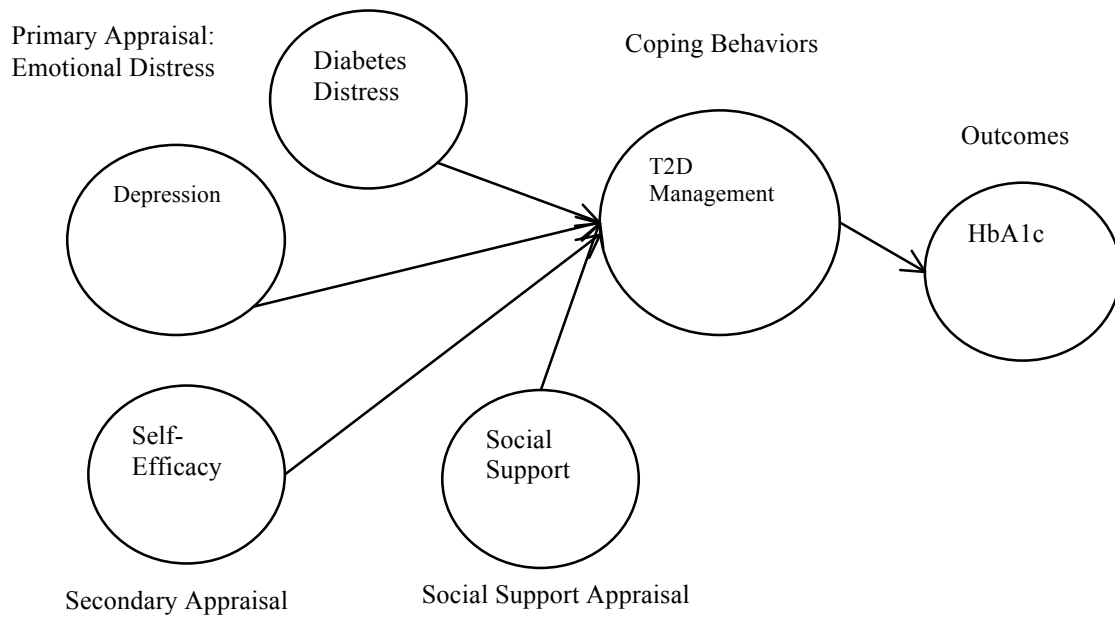 Primary Appraisal:
Emotional Distress
Diabetes
Distress
Coping Behaviors
Depression
T2D
Management
Outcomes
HbA1c
Self-
Efficacy
Social
Support
Secondary Appraisal
Social Support Appraisal